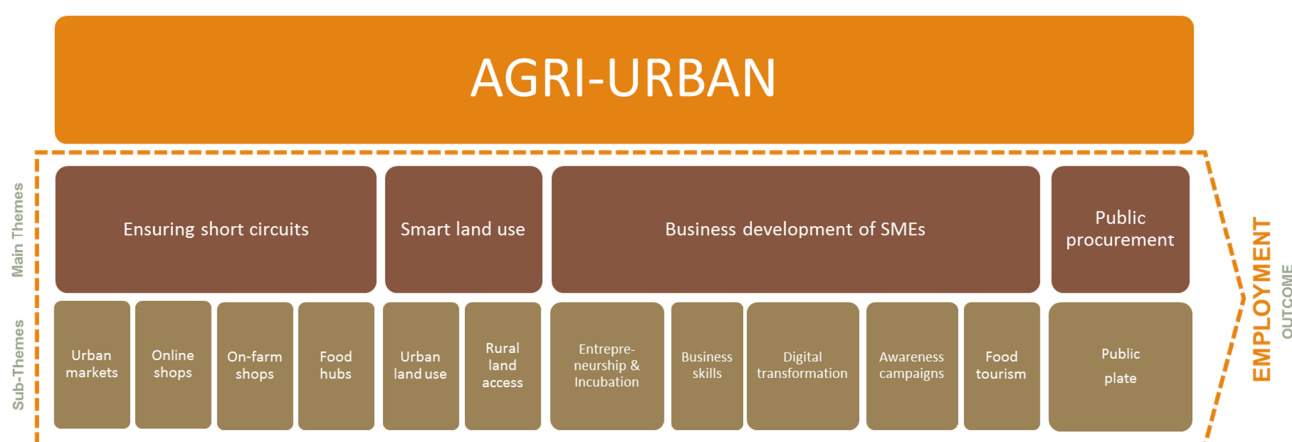 AGRI-URBAN
Main Themes
Ensuring short circuits
Smart land use
Business development of SMEs
Public
procurement
Sub-Themes
Urban
markets
Online
shops
On-farm
shops
Food
hubs
Urban
land use
Rural
land
access
Entrepre-
neurship &
Incubation
Business
skills
Digital
transformation
Awareness
campaigns
Food
tourism
Public
plate
EMPLOYMENT
OUTCOME